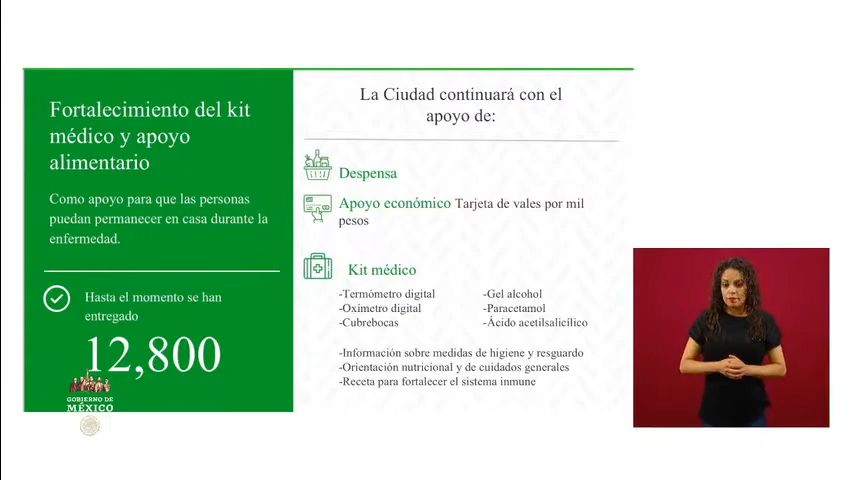 Fortalecimiento del kit
médico y apoyo
alimentario
Como apoyo para que las personas
puedan permanecer en casa durante la
enfermedad.
Hasta el momento se han
entregado
12,800
GOBIERNO DE
MÉXICO
La Ciudad continuará con el
apoyo de:
Despensa
Apoyo económico Tarjeta de vales por mil
pesos
Kit médico
-Termómetro digital
-Oxímetro digital
-Cubrebocas
-Gel alcohol
-Paracetamol
-Ácido acetilsalicílico
-Información sobre medidas de higiene y resguardo
-Orientación nutricional y de cuidados generales
-Receta para fortalecer el sistema inmune